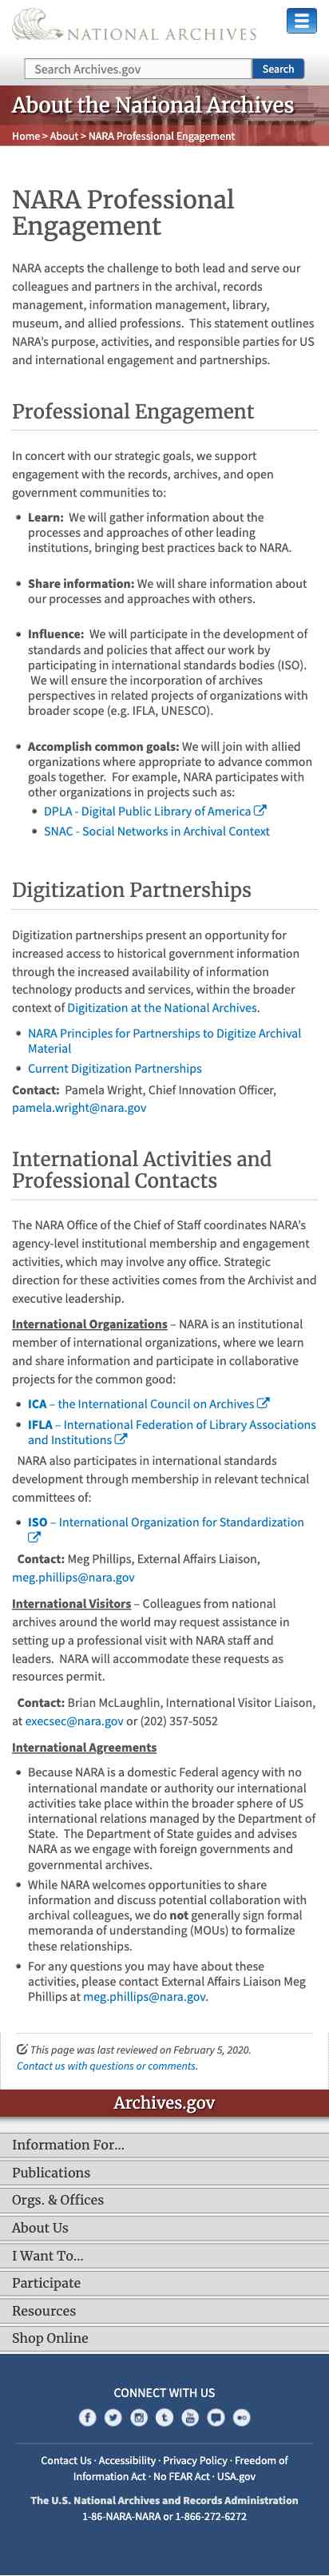 NATIONAL ARCHIVES
Search Archives.gov
Search
About the National Archives
Home > About > NARA Professional Engagement
NARA Professional
Engagement
NARA accepts the challenge to both lead and serve our
colleagues and partners in the archival, records
management, information management, library,
museum, and allied professions.  This statement outlines
NARA's purpose, activities, and responsible parties for US
and international engagement and partnerships.
Professional Engagement
In concert with our strategic goals, we support
engagement with the records, archives, and open
government communities to:
Learn:  We will gather information about the
processes and approaches of other leading
institutions, bringing best practices back to NARA.
Share information: We will share information about
our processes and approaches with others.
Influence:  We will participate in the development of
standards and policies that affect our work by
participating in international standards bodies (ISO).
We will ensure the incorporation of archives
perspectives in related projects of organizations with
broader scope (e.g. IFLA, UNESCO).
Accomplish common goals: We will join with allied
organizations where appropriate to advance common
goals together.  For example, NARA participates with
other organizations in projects such as:
DPLA - Digital Public Library of America
SNAC - Social Networks in Archival Context
Digitization Partnerships
Digitization partnerships present an opportunity for
increased access to historical government information
through the increased availability of information
technology products and services, within the broader
context of Digitization at the National Archives.
NARA Principles for Partnerships to Digitize Archival
Material
Current Digitization Partnerships
Contact:  Pamela Wright, Chief Innovation Officer,
pamela.wright@nara.gov
International Activities and
Professional Contacts
The NARA Office of the Chief of Staff coordinates NARA's
agency-level institutional membership and engagement
activities, which may involve any office. Strategic
direction for these activities comes from the Archivist and
executive leadership.
International Organizations – NARA is an institutional
member of international organizations, where we learn
and share information and participate in collaborative
projects for the common good:
ICA – the International Council on Archives
IFLA – International Federation of Library Associations
and Institutions
NARA also participates in international standards
development through membership in relevant technical
committees of:
ISO – International Organization for Standardization
Contact: Meg Phillips, External Affairs Liaison,
meg.phillips@nara.gov
International Visitors – Colleagues from national
archives around the world may request assistance in
setting up a professional visit with NARA staff and
leaders.  NARA will accommodate these requests as
resources permit.
Contact: Brian McLaughlin, International Visitor Liaison,
at execsec@nara.gov or (202) 357-5052
International Agreements
Because NARA is a domestic Federal agency with no
international mandate or authority our international
activities take place within the broader sphere of US
international relations managed by the Department of
State.  The Department of State guides and advises
NARA as we engage with foreign governments and
governmental archives.
While NARA welcomes opportunities to share
information and discuss potential collaboration with
archival colleagues, we do not generally sign formal
memoranda of understanding (MOUs) to formalize
these relationships.
For any questions you may have about these
activities, please contact External Affairs Liaison Meg
Phillips at meg.phillips@nara.gov.
This page was last reviewed on February 5, 2020.
Contact us with questions or comments.
Archives.gov
Information For…
Publications
Orgs. & Offices
About Us
I Want To…
Participate
Resources
Shop Online
CONNECT WITH US
Contact Us · Accessibility · Privacy Policy · Freedom of
Information Act · No FEAR Act · USA.gov
The U.S. National Archives and Records Administration
1-86-NARA-NARA or 1-866-272-6272